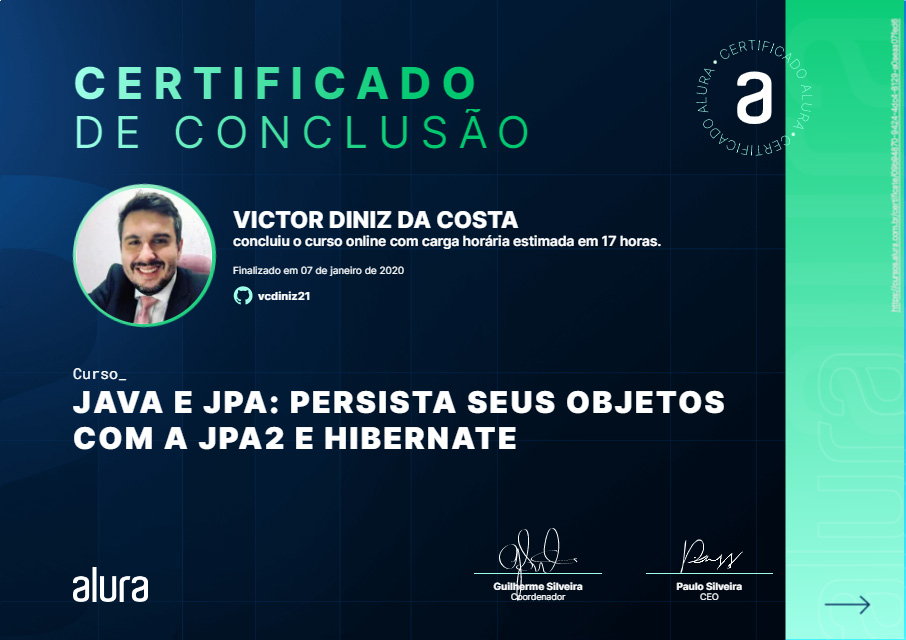 CERTIFICADO
DE CONCLUSÃO
CERTIFICADO ALURA • CERTIFICADO ALURA •
a
VICTOR DINIZ DA COSTA
concluiu o curso online com carga horária estimada em 17 horas.
Finalizado em 07 de janeiro de 2020
vcdiniz21
Curso_
JAVA E JPA: PERSISTA SEUS OBJETOS
COM A JPA2 E HIBERNATE
alura
Guilherme Silveira
Coordenador
Paulo Silveira
CEO
alura